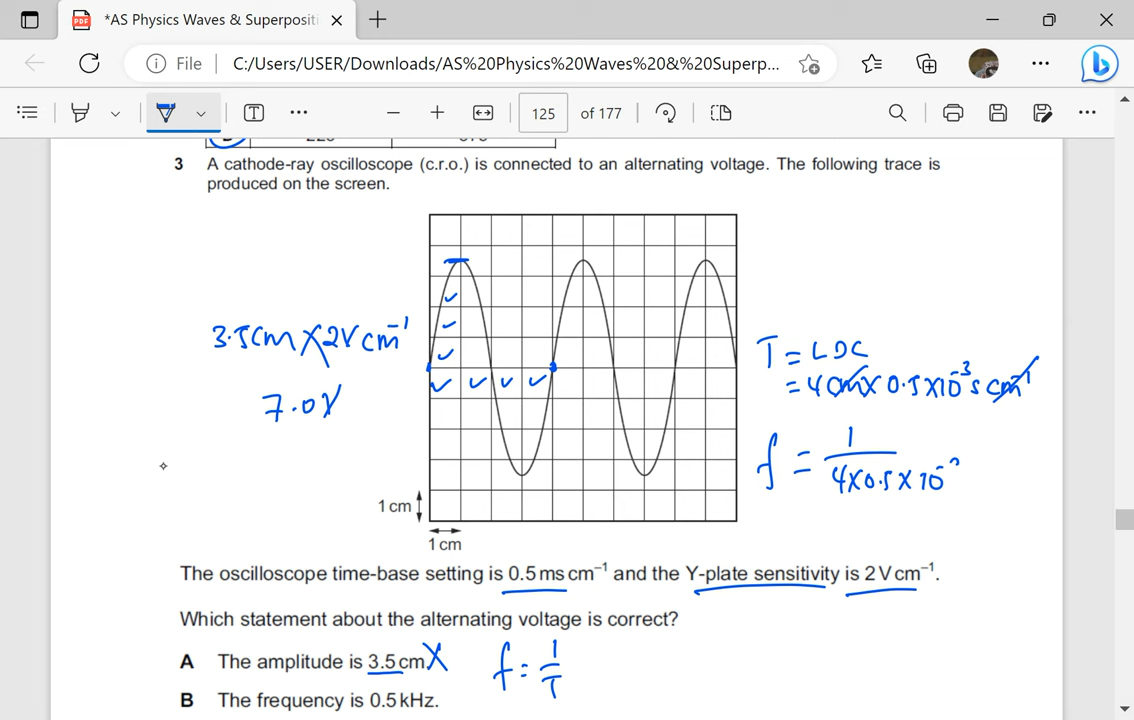 *AS Physics Waves & Superpositi
File
C:/Users/USER/Downloads/AS%20Physics%20Waves%20&%20Superp...
125 of 177
3 A cathode-ray oscilloscope (c.r.o.) is connected to an alternating voltage. The following trace is
produced on the screen.
3.5cm X 2V cm⁻¹
7.0V
T = LDC
= 4cm X 0.5 X 10⁻³ s cm⁻¹
f = 1 / 4X0.5 X 10⁻³
1 cm
1 cm
The oscilloscope time-base setting is 0.5 ms cm⁻¹ and the Y-plate sensitivity is 2 V cm⁻¹.
Which statement about the alternating voltage is correct?
A The amplitude is 3.5 cm. X
f = 1/T
B The frequency is 0.5 kHz.